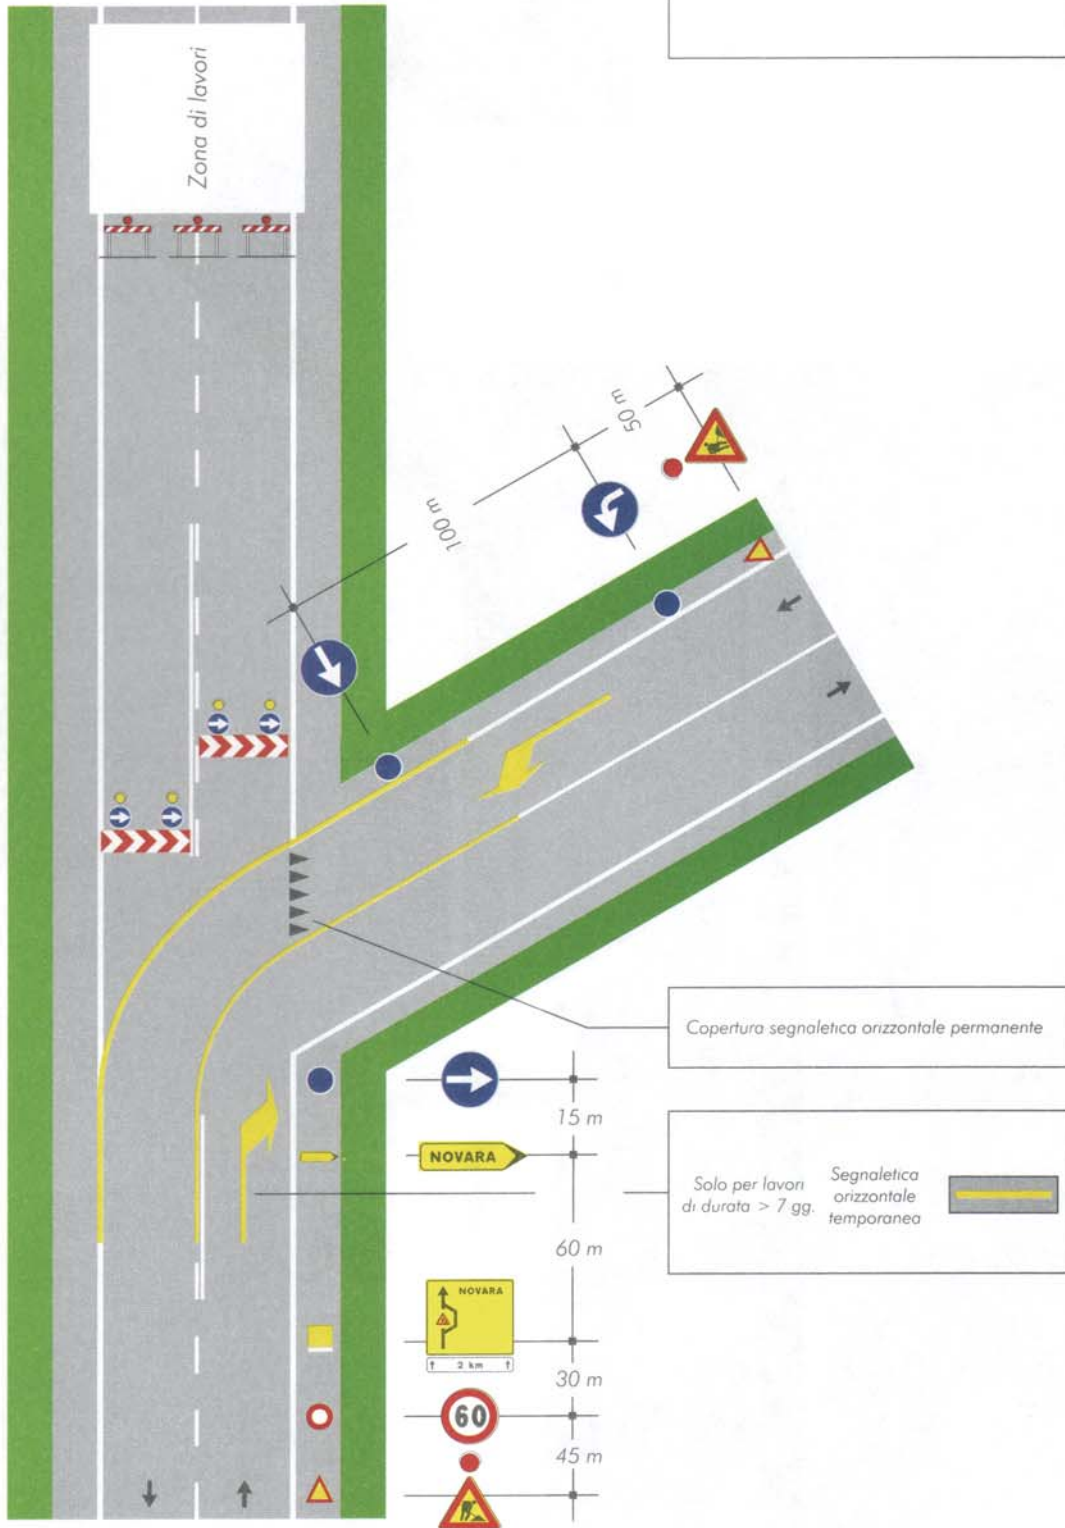 Zona di lavori
50 m
100 m
Copertura segnaletica orizzontale permanente
15 m
NOVARA
Solo per lavori
di durata > 7 gg.
Segnaletica
orizzontale
temporanea
60 m
NOVARA
↑ 2 km ↑
30 m
60
45 m